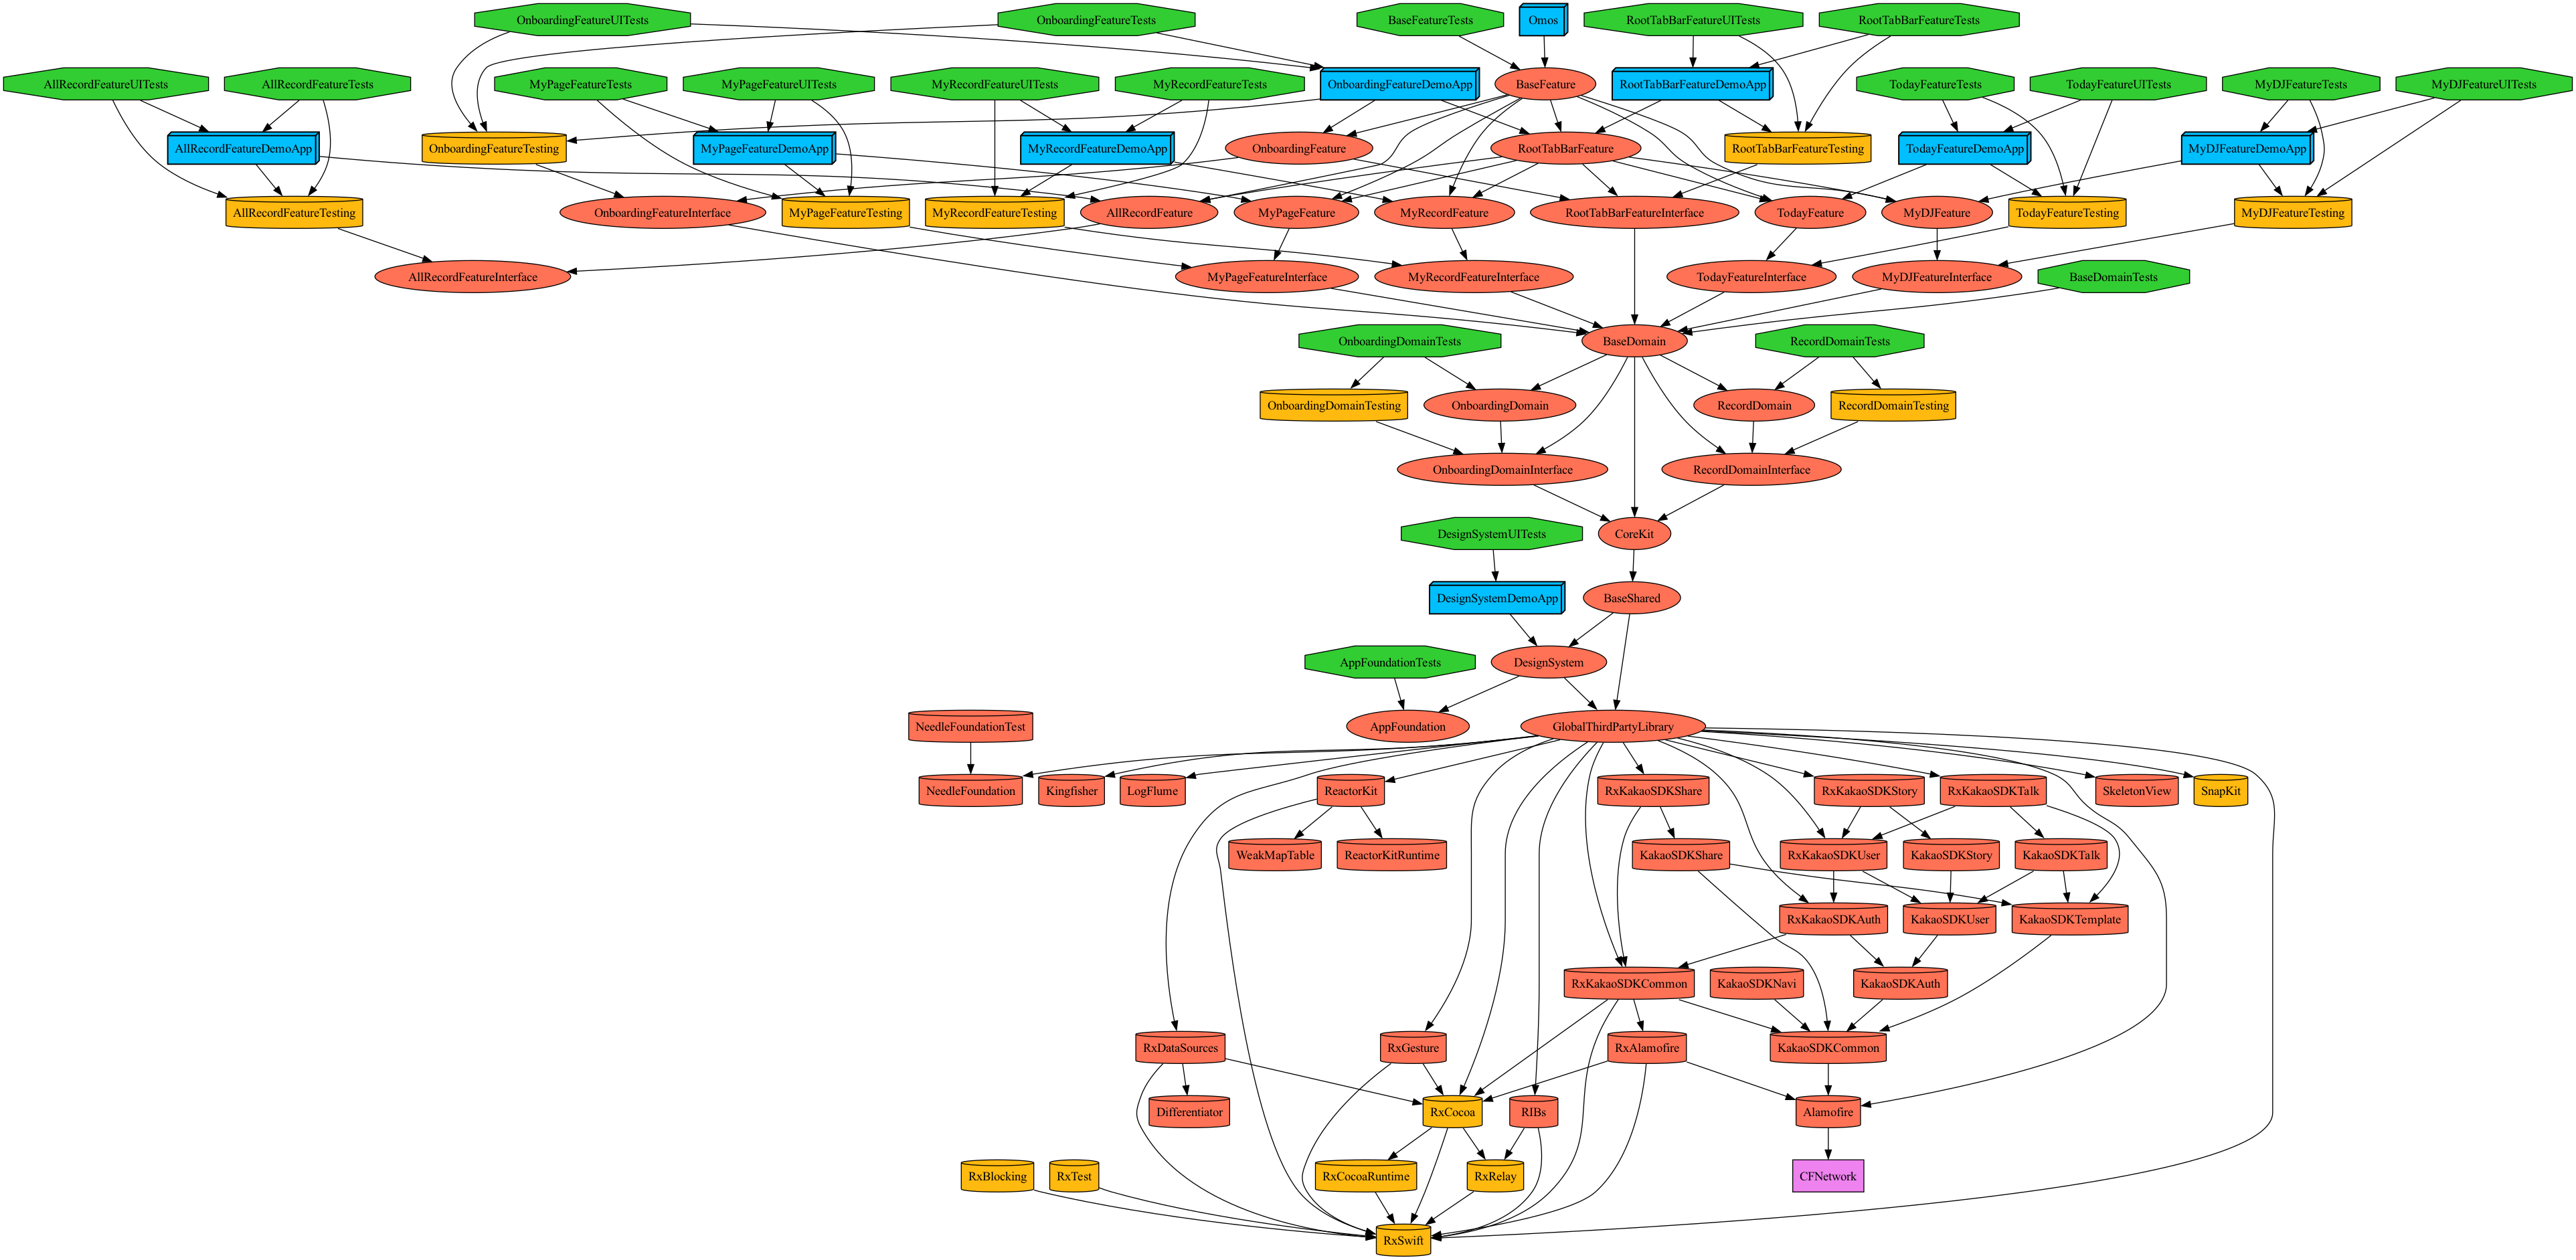 OnboardingFeatureUITests
OnboardingFeatureTests
BaseFeatureTests
Omos
RootTabBarFeatureUITests
RootTabBarFeatureTests
AllRecordFeatureUITests
AllRecordFeatureTests
MyPageFeatureTests
MyPageFeatureUITests
MyRecordFeatureUITests
MyRecordFeatureTests
OnboardingFeatureDemoApp
BaseFeature
RootTabBarFeatureDemoApp
TodayFeatureTests
TodayFeatureUITests
MyDJFeatureTests
MyDJFeatureUITests
AllRecordFeatureDemoApp
OnboardingFeatureTesting
MyPageFeatureDemoApp
MyRecordFeatureDemoApp
OnboardingFeature
RootTabBarFeature
RootTabBarFeatureTesting
TodayFeatureDemoApp
MyDJFeatureDemoApp
AllRecordFeatureTesting
OnboardingFeatureInterface
MyPageFeatureTesting
MyRecordFeatureTesting
AllRecordFeature
MyPageFeature
MyRecordFeature
RootTabBarFeatureInterface
TodayFeature
MyDJFeature
TodayFeatureTesting
MyDJFeatureTesting
AllRecordFeatureInterface
MyPageFeatureInterface
MyRecordFeatureInterface
TodayFeatureInterface
MyDJFeatureInterface
BaseDomainTests
OnboardingDomainTests
BaseDomain
RecordDomainTests
OnboardingDomainTesting
OnboardingDomain
RecordDomain
RecordDomainTesting
OnboardingDomainInterface
RecordDomainInterface
DesignSystemUITests
CoreKit
DesignSystemDemoApp
BaseShared
AppFoundationTests
DesignSystem
NeedleFoundationTest
AppFoundation
GlobalThirdPartyLibrary
NeedleFoundation
Kingfisher
LogFlume
ReactorKit
RxKakaoSDKShare
RxKakaoSDKStory
RxKakaoSDKTalk
SkeletonView
SnapKit
WeakMapTable
ReactorKitRuntime
KakaoSDKShare
RxKakaoSDKUser
KakaoSDKStory
KakaoSDKTalk
RxKakaoSDKAuth
KakaoSDKUser
KakaoSDKTemplate
RxKakaoSDKCommon
KakaoSDKNavi
KakaoSDKAuth
RxDataSources
RxGesture
RxAlamofire
KakaoSDKCommon
Differentiator
RxCocoa
RIBs
Alamofire
RxBlocking
RxTest
RxCocoaRuntime
RxRelay
CFNetwork
RxSwift